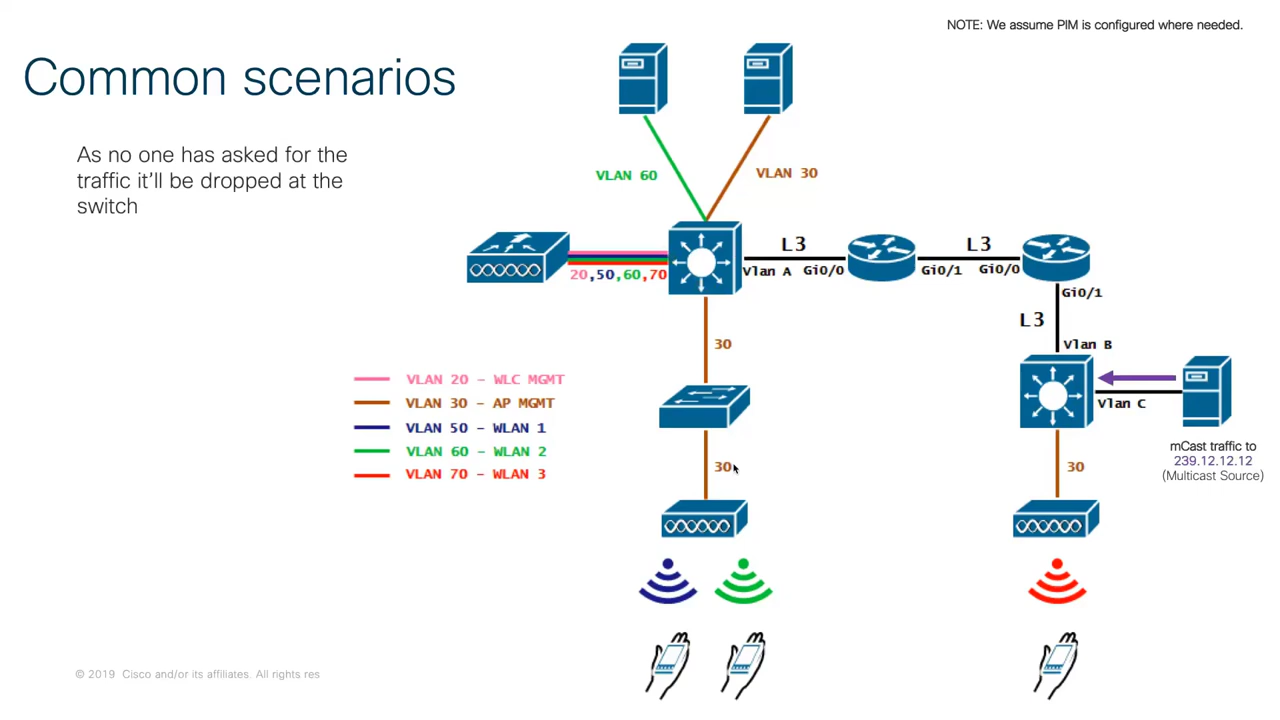 NOTE: We assume PIM is configured where needed.
Common scenarios
As no one has asked for the
traffic it’ll be dropped at the
switch
VLAN 60
VLAN 30
20,50,60,70
L3
Vlan A
Gi0/0
L3
Gi0/1
Gi0/0
Gi0/1
L3
Vlan B
30
Vlan C
VLAN 20 - WLC MGMT
VLAN 30 - AP MGMT
VLAN 50 - WLAN 1
VLAN 60 - WLAN 2
VLAN 70 - WLAN 3
mCast traffic to
239.12.12.12
(Multicast Source)
30
30
© 2019 Cisco and/or its affiliates. All rights res